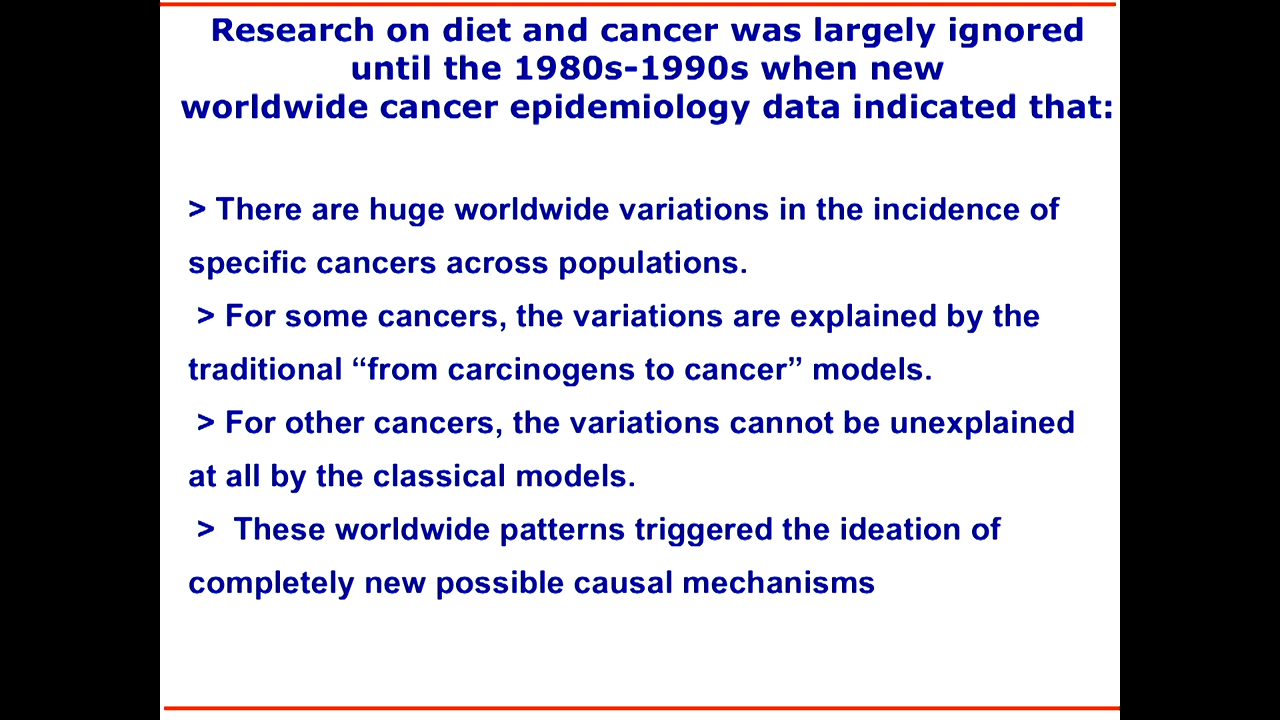 Research on diet and cancer was largely ignored
until the 1980s-1990s when new
worldwide cancer epidemiology data indicated that:
> There are huge worldwide variations in the incidence of
specific cancers across populations.
> For some cancers, the variations are explained by the
traditional “from carcinogens to cancer” models.
> For other cancers, the variations cannot be unexplained
at all by the classical models.
> These worldwide patterns triggered the ideation of
completely new possible causal mechanisms